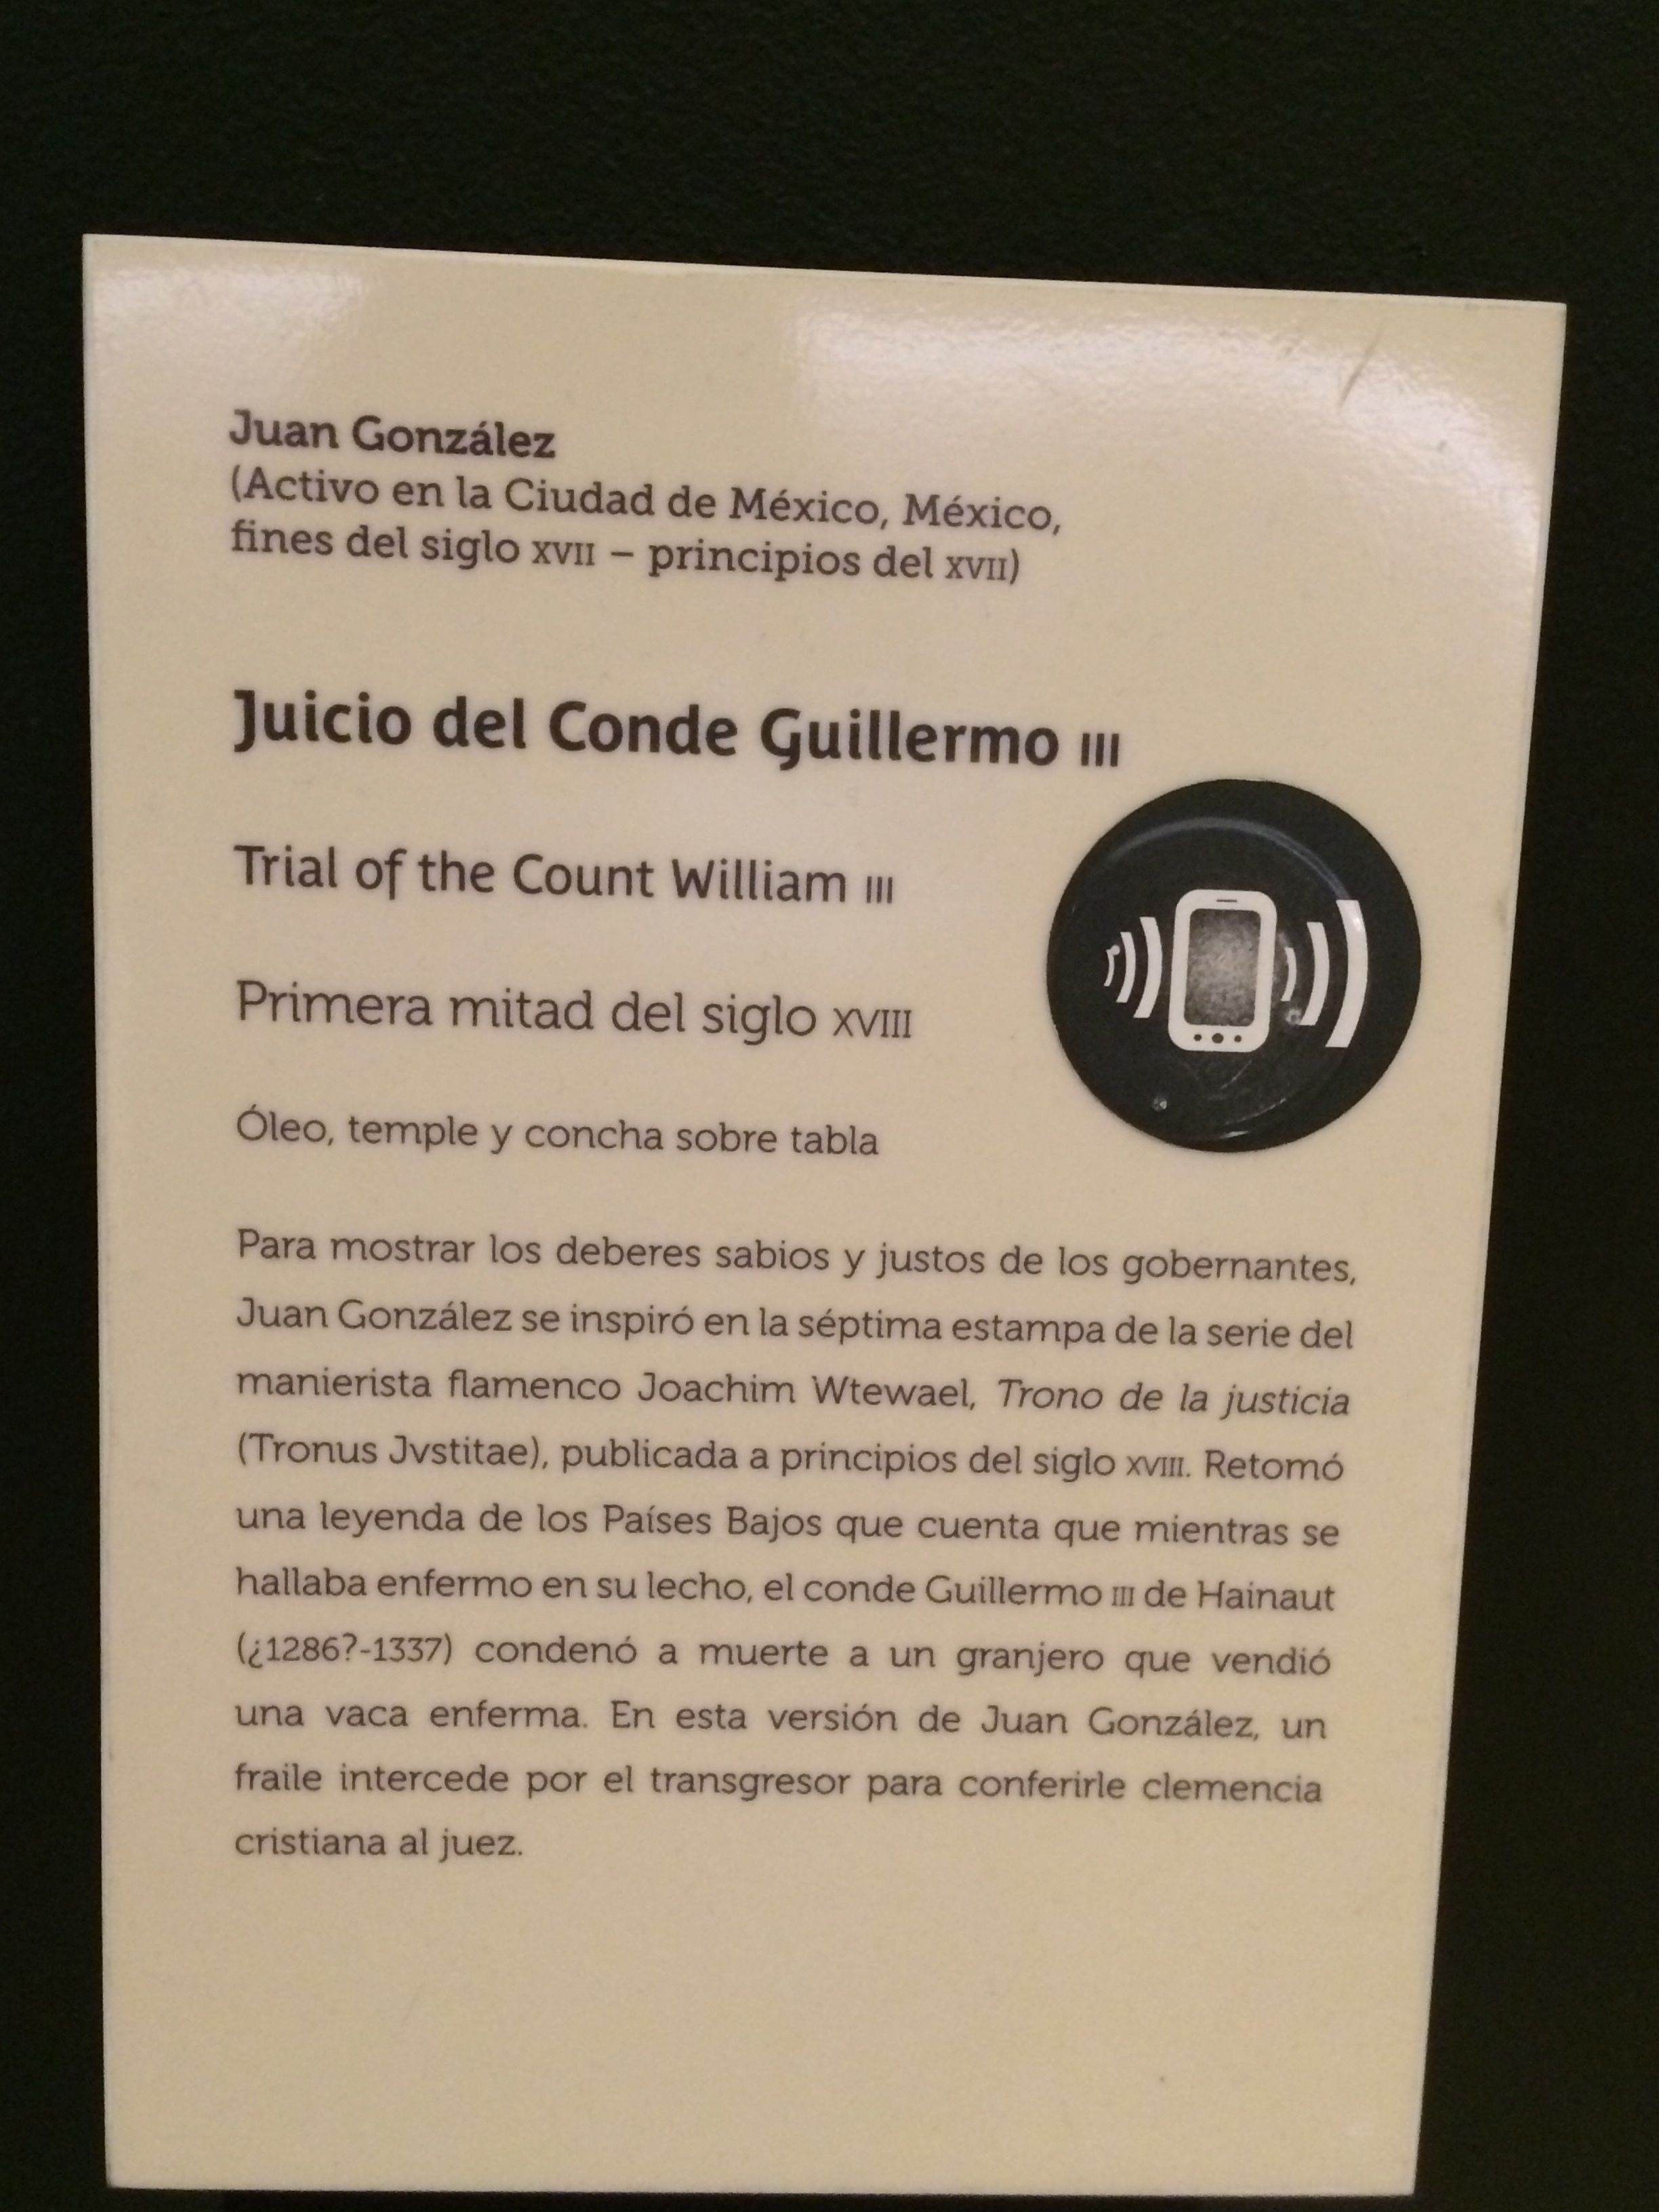 Juan González
(Activo en la Ciudad de México, México,
fines del siglo XVII – principios del XVII)
Juicio del Conde Guillermo III
Trial of the Count William III
Primera mitad del siglo XVIII
Óleo, temple y concha sobre tabla
Para mostrar los deberes sabios y justos de los gobernantes,
Juan González se inspiró en la séptima estampa de la serie del
manierista flamenco Joachim Wtewael, Trono de la justicia
(Tronus Jvstitae), publicada a principios del siglo XVIII. Retomó
una leyenda de los Países Bajos que cuenta que mientras se
hallaba enfermo en su lecho, el conde Guillermo III de Hainaut
(¿1286?-1337) condenó a muerte a un granjero que vendió
una vaca enferma. En esta versión de Juan González, un
fraile intercede por el transgresor para conferirle clemencia
cristiana al juez.